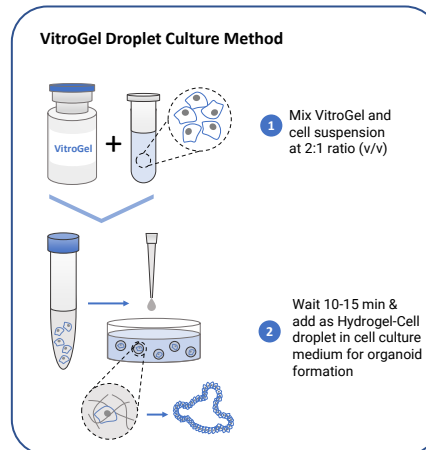 VitroGel Droplet Culture Method
VitroGel
+
1
Mix VitroGel and
cell suspension
at 2:1 ratio (v/v)
2
Wait 10-15 min &
add as Hydrogel-Cell
droplet in cell culture
medium for organoid
formation